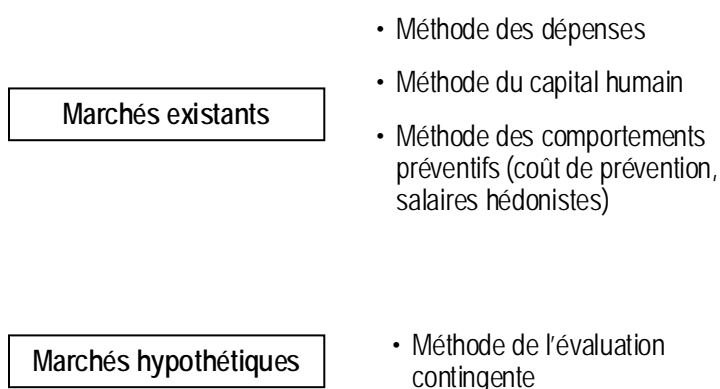 • Méthode des dépenses
• Méthode du capital humain
Marchés existants
• Méthode des comportements
préventifs (coût de prévention,
salaires hédonistes)
Marchés hypothétiques
• Méthode de l'évaluation
contingente